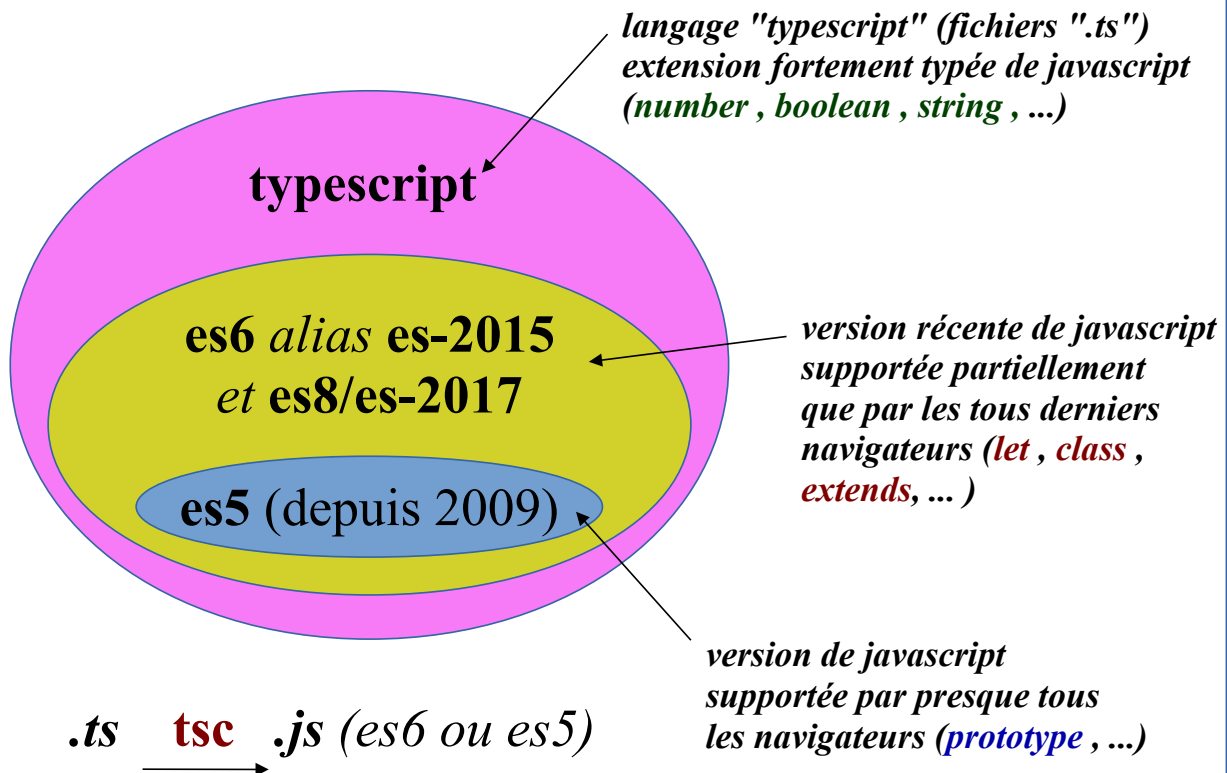 langage "typescript" (fichiers ".ts")
extension fortement typée de javascript
(number , boolean , string , ...)
typescript
es6 alias es-2015
et es8/es-2017
version récente de javascript
supportée partiellement
que par les tous derniers
navigateurs (let , class ,
extends, ... )
es5 (depuis 2009)
version de javascript
supportée par presque tous
les navigateurs (prototype , ...)
.ts tsc .js (es6 ou es5)